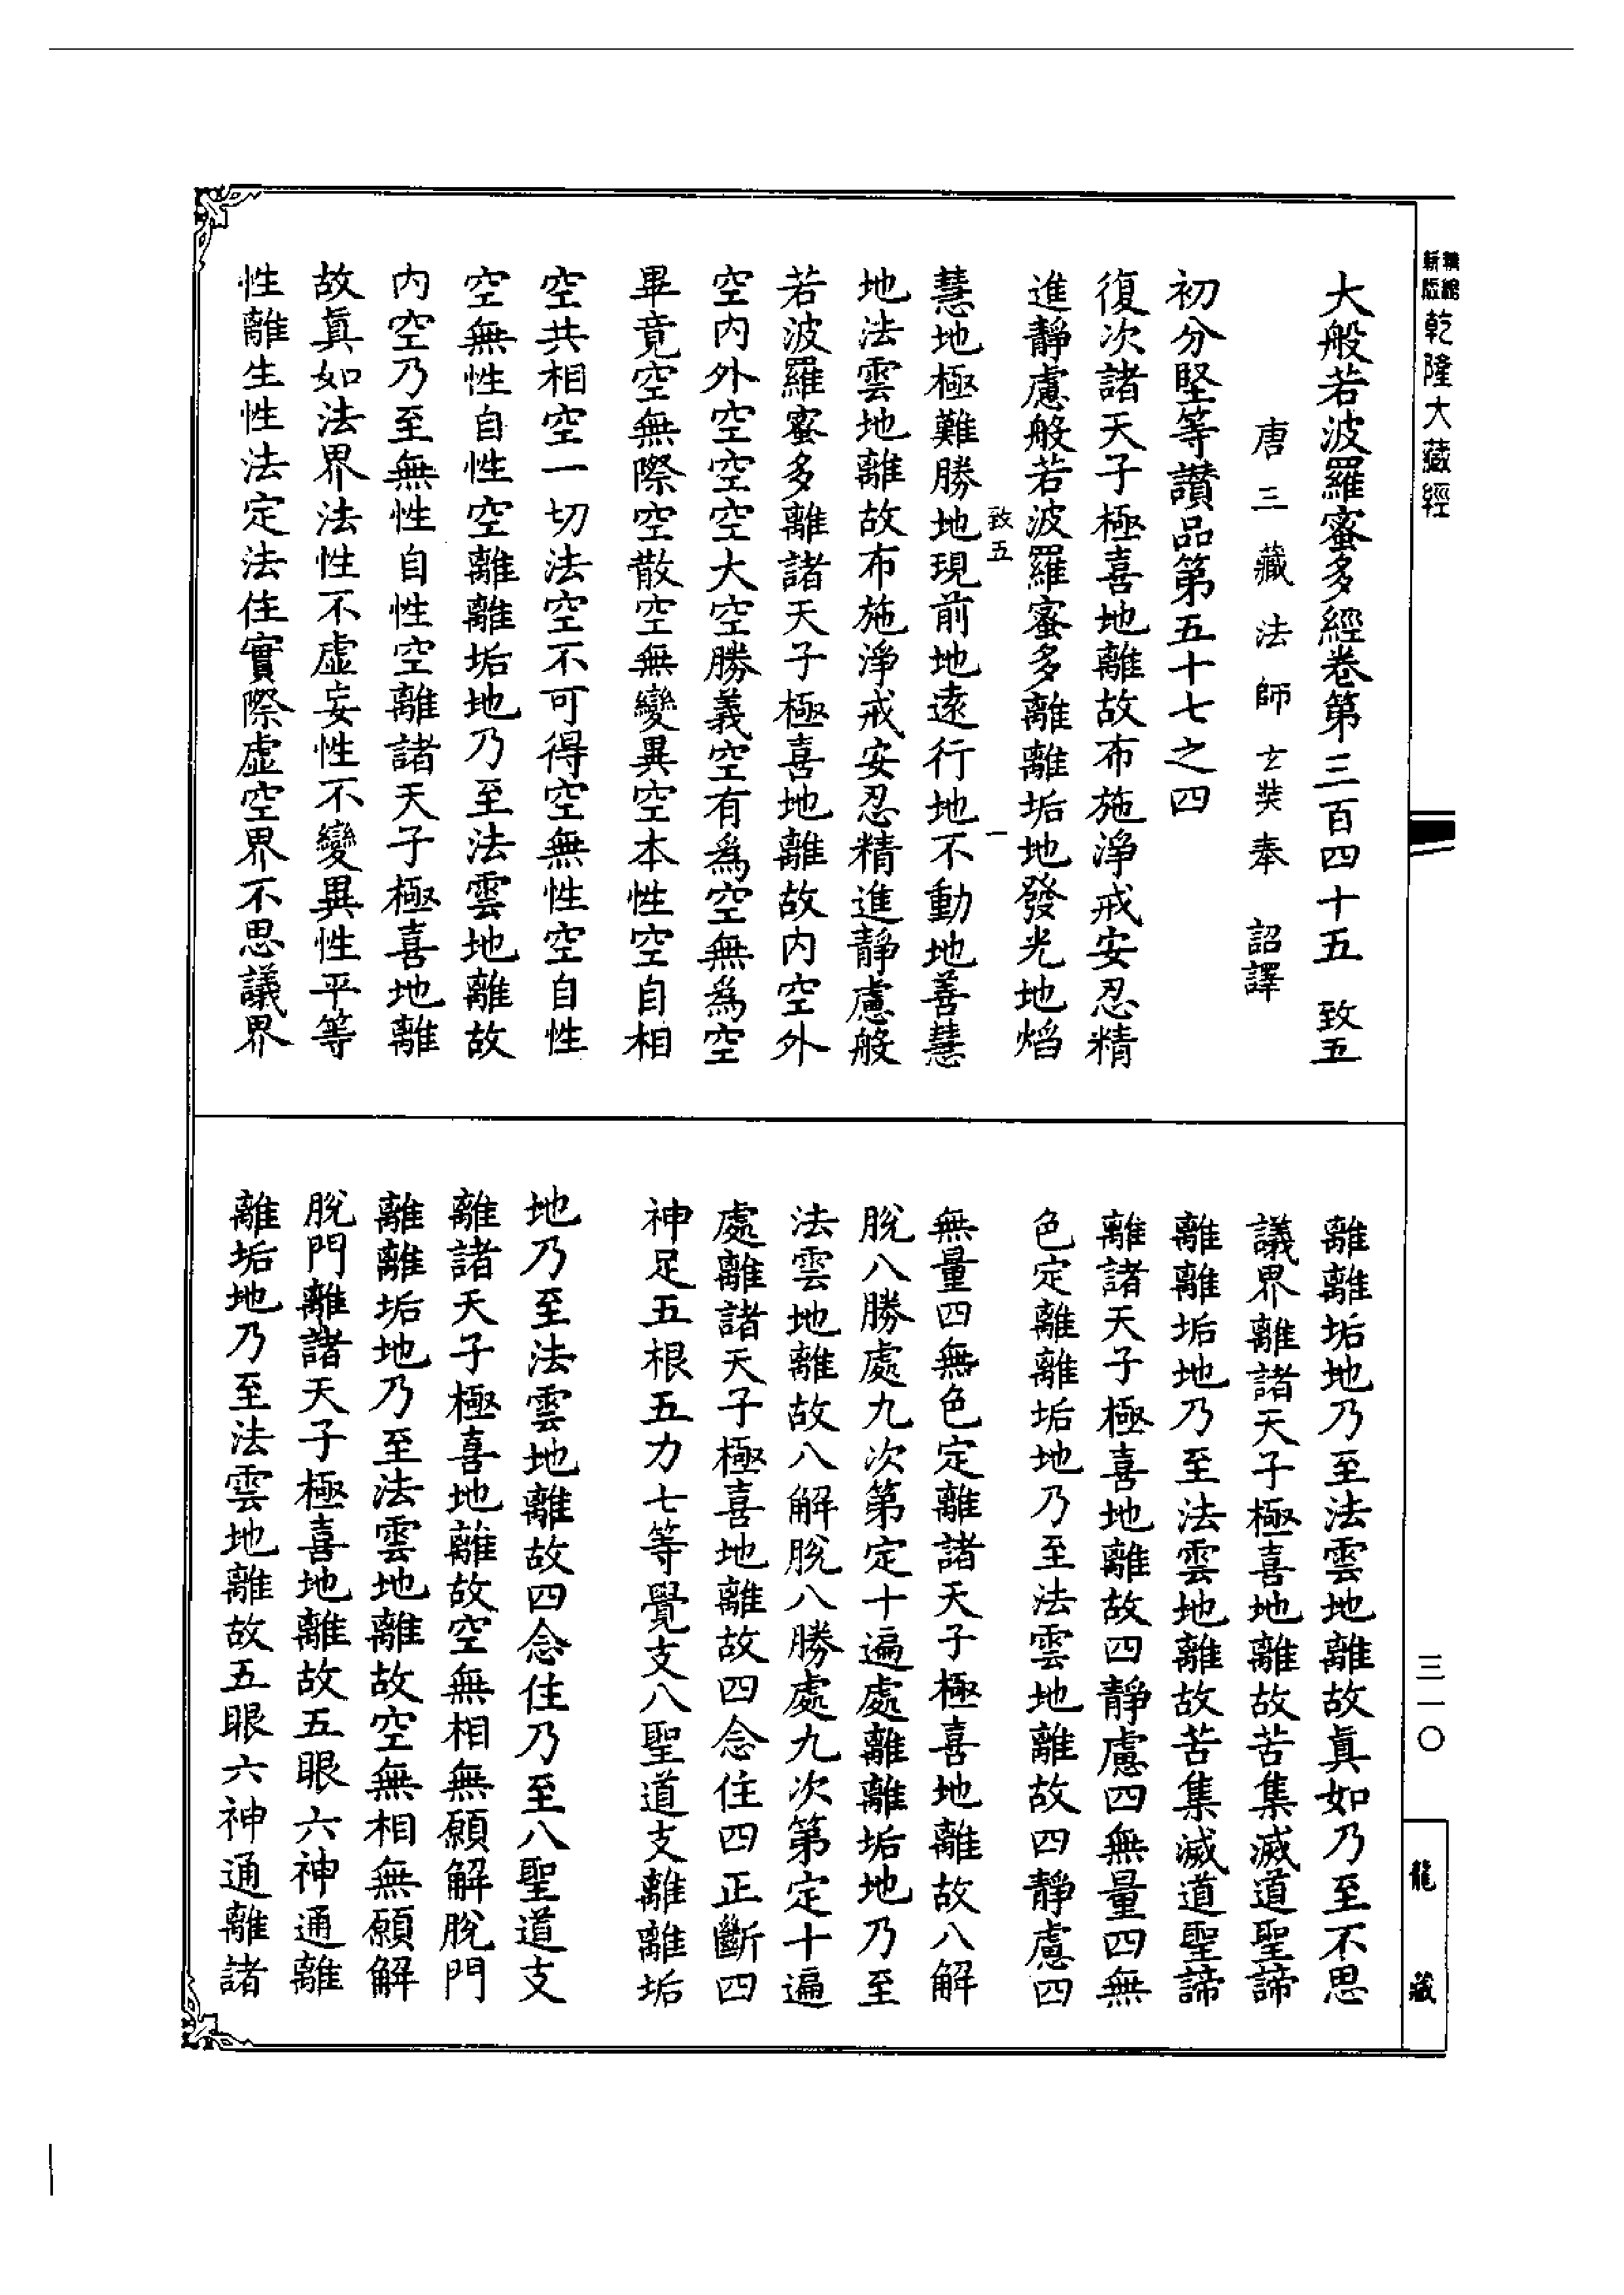 新版
精縮
乾隆大藏經
大般若波羅蜜多經卷第三百四十五 致五
唐三藏法師玄奘奉 詔譯
初分堅等讚品第五十七之四
復次諸天子極喜地離故布施淨戒安忍精
進靜慮般若波羅蜜多離離垢地發光地焰
致五 一
慧地極難勝地現前地遠行地不動地善慧
地法雲地離故布施淨戒安忍精進靜慮般
若波羅蜜多離諸天子極喜地離故內空外
空內外空空空大空勝義空有為空無為空
畢竟空無際空散空無變異空本性空自相
空共相空一切法空不可得空無性空自性
空無性自性空離離垢地乃至法雲地離故
內空乃至無性自性空離諸天子極喜地離
故真如法界法性不虛妄性不變異性平等
性離生性法定法住實際虛空界不思議界
離離垢地乃至法雲地離故真如乃至不思
議界離諸天子極喜地離故苦集滅道聖諦
離離垢地乃至法雲地離故苦集滅道聖諦
離諸天子極喜地離故四靜慮四無量四無
色定離離垢地乃至法雲地離故四靜慮四
無量四無色定離諸天子極喜地離故八解
脫八勝處九次第定十遍處離離垢地乃至
法雲地離故八解脫八勝處九次第定十遍
處離諸天子極喜地離故四念住四正斷四
神足五根五力七等覺支八聖道支離離垢
地乃至法雲地離故四念住乃至八聖道支
離諸天子極喜地離故空無相無願解脫門
離離垢地乃至法雲地離故空無相無願解
脫門離諸天子極喜地離故五眼六神通離
離垢地乃至法雲地離故五眼六神通離諸
三一〇
龍藏